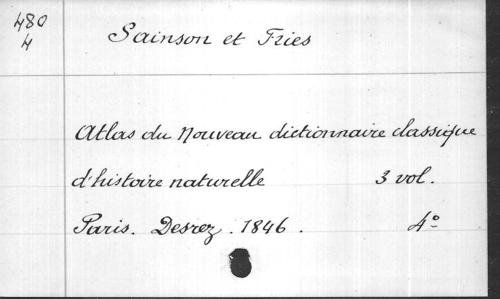 480
4
Sainson et Fries
Atlas du Nouveau dictionnaire classique
d'histoire naturelle 3 vol.
Paris. Desrez. 1846. 4°